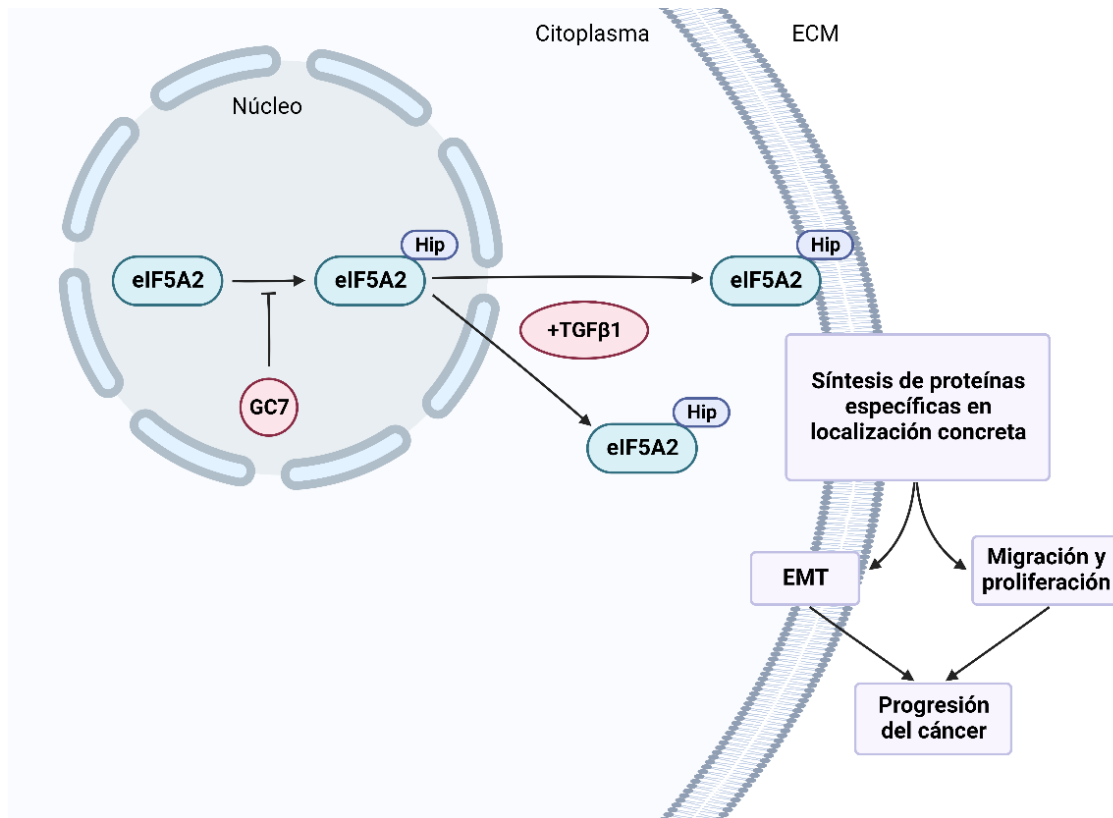 Citoplasma
ECM
Núcleo
Hip
Hip
eIF5A2
eIF5A2
eIF5A2
+TGFβ1
GC7
Hip
eIF5A2
Síntesis de proteínas
específicas en
localización concreta
EMT
Migración y
proliferación
Progresión
del cáncer